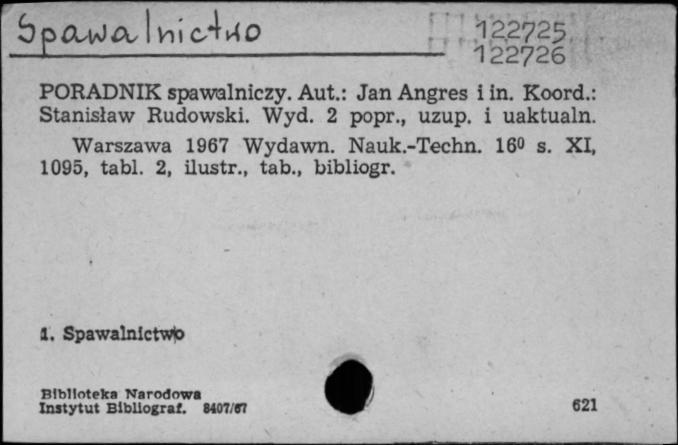 Spawalnictwo
122725
122726
PORADNIK spawalniczy. Aut.: Jan Angres i in. Koord.:
Stanisław Rudowski. Wyd. 2 popr., uzup. i uaktualn.
Warszawa 1967 Wydawn. Nauk.-Techn. 16⁰ s. XI,
1095, tabl. 2, ilustr., tab., bibliogr.
1. Spawalnictwo
Biblioteka Narodowa
Instytut Bibliograf. 8407/67
621